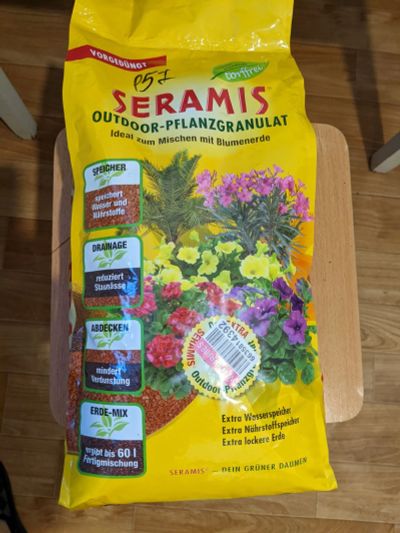 VORGEDÜNGT
torffrei
SERAMIS
OUTDOOR-PFLANZGRANULAT
Ideal zum Mischen mit Blumenerde
SPEICHER
speichert
Wasser und
Nährstoffe
DRAINAGE
reduziert
Staunässe
ABDECKEN
mindert
Verdunstung
ERDE-MIX
ergibt bis 60 l
Fertigmischung
EXTRA
SERAMIS
Outdoor-Pflanzgr
Extra Wasserspeicher
Extra Nährstoffspeicher
Extra lockere Erde
SERAMIS - DEIN GRÜNER DAUMEN